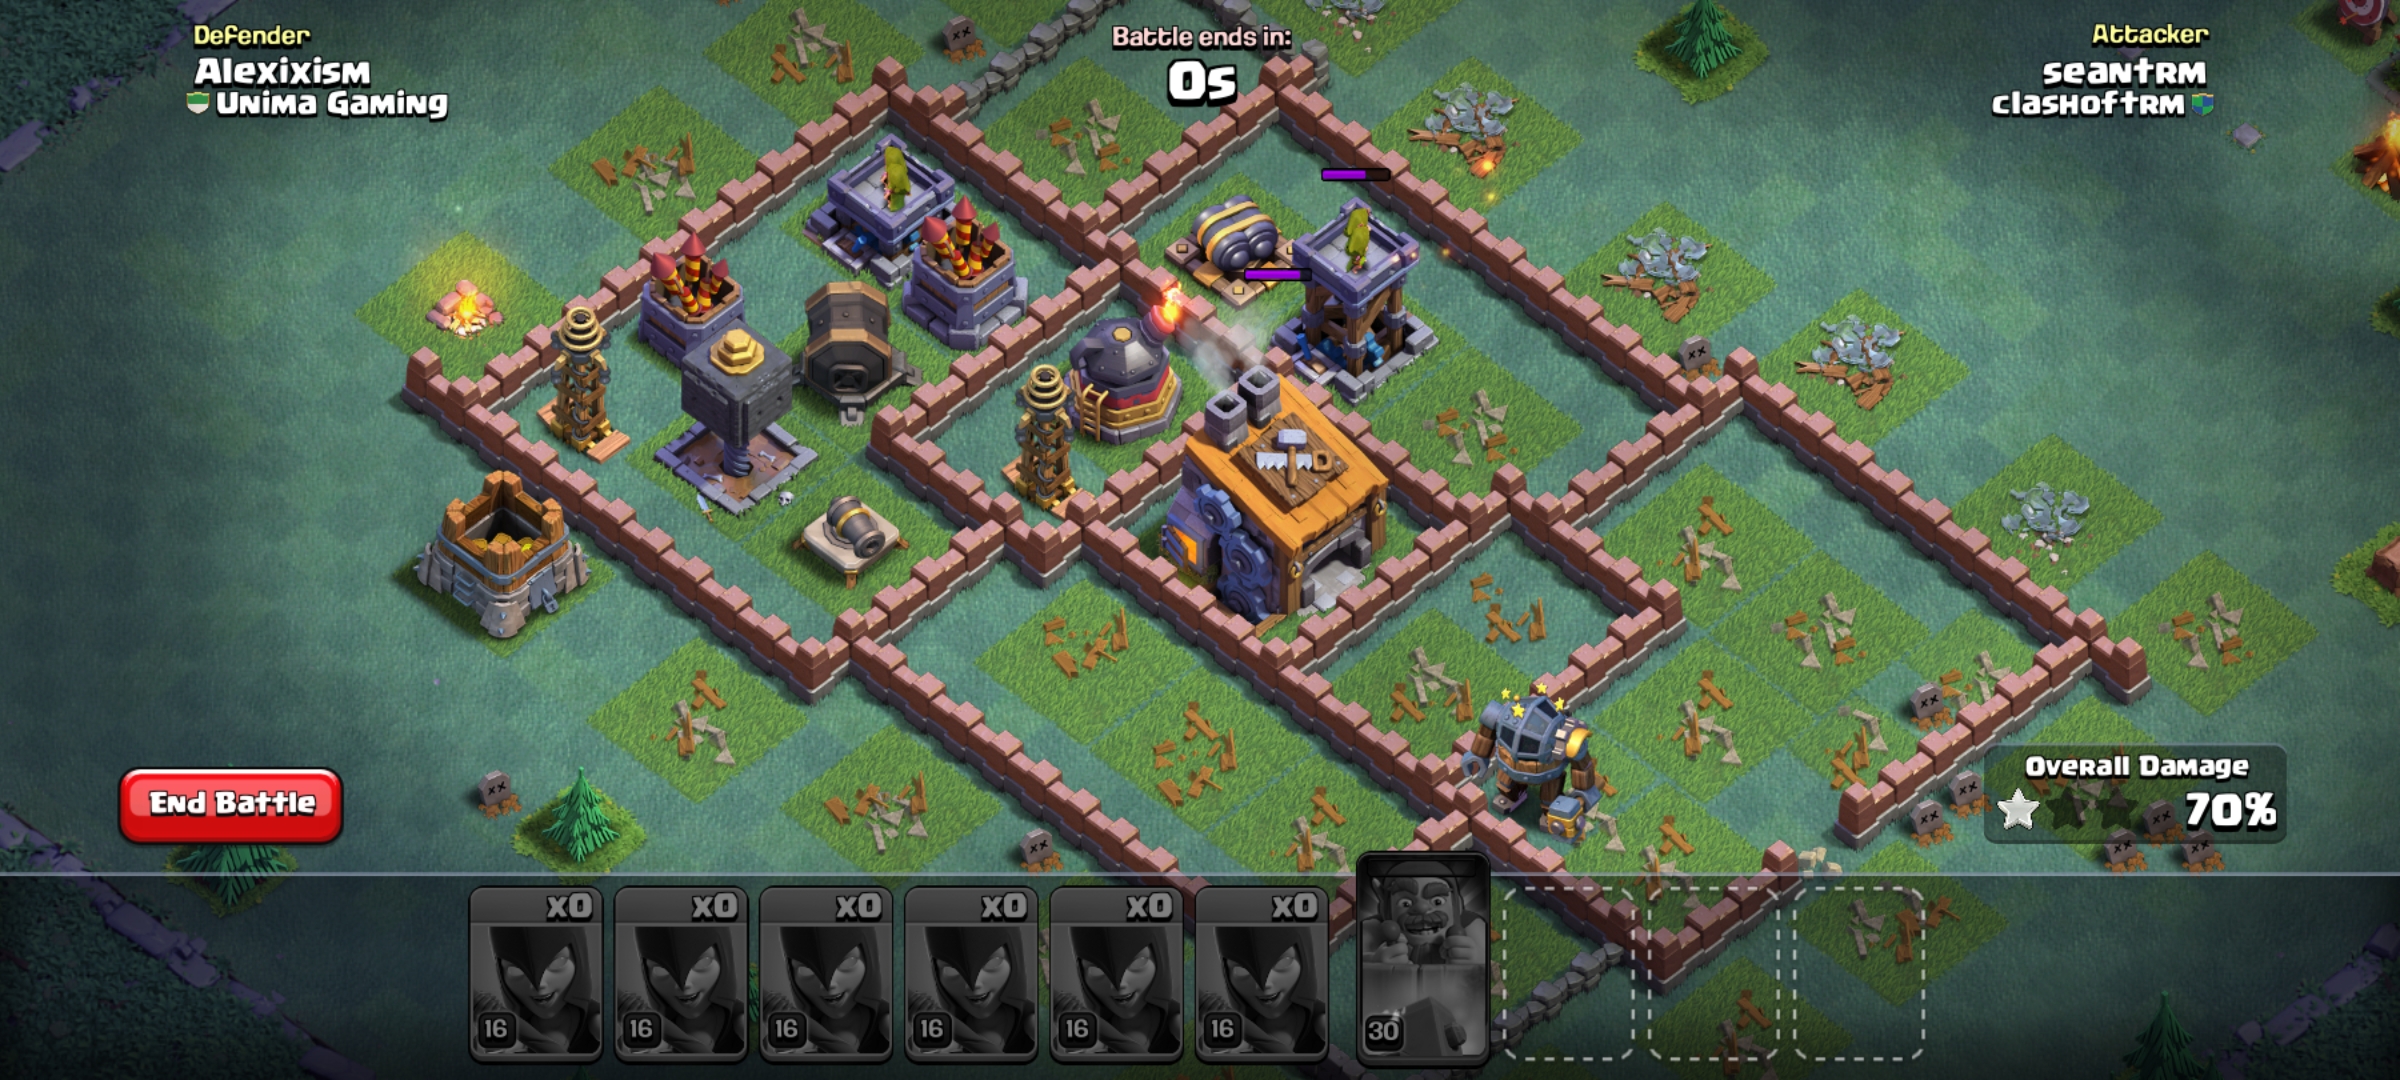 Defender
Alexixism
Unima Gaming
Battle ends in:
0s
Attacker
seantrm
clashoftrm
End Battle
Overall Damage
70%
x0
x0
x0
x0
x0
x0
16
16
16
16
16
16
30